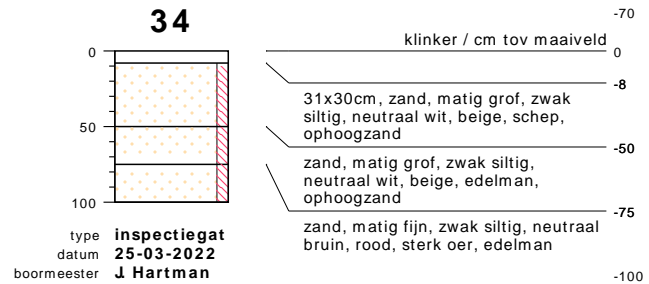 34
-70
klinker / cm tov maaiveld
0
0
-8
31x30cm, zand, matig grof, zwak
siltig, neutraal wit, beige, schep,
ophoogzand
50
-50
zand, matig grof, zwak siltig,
neutraal wit, beige, edelman,
ophoogzand
100
-75
zand, matig fijn, zwak siltig, neutraal
bruin, rood, sterk oer, edelman
type inspectiegat
datum 25-03-2022
boormeester J. Hartman
-100